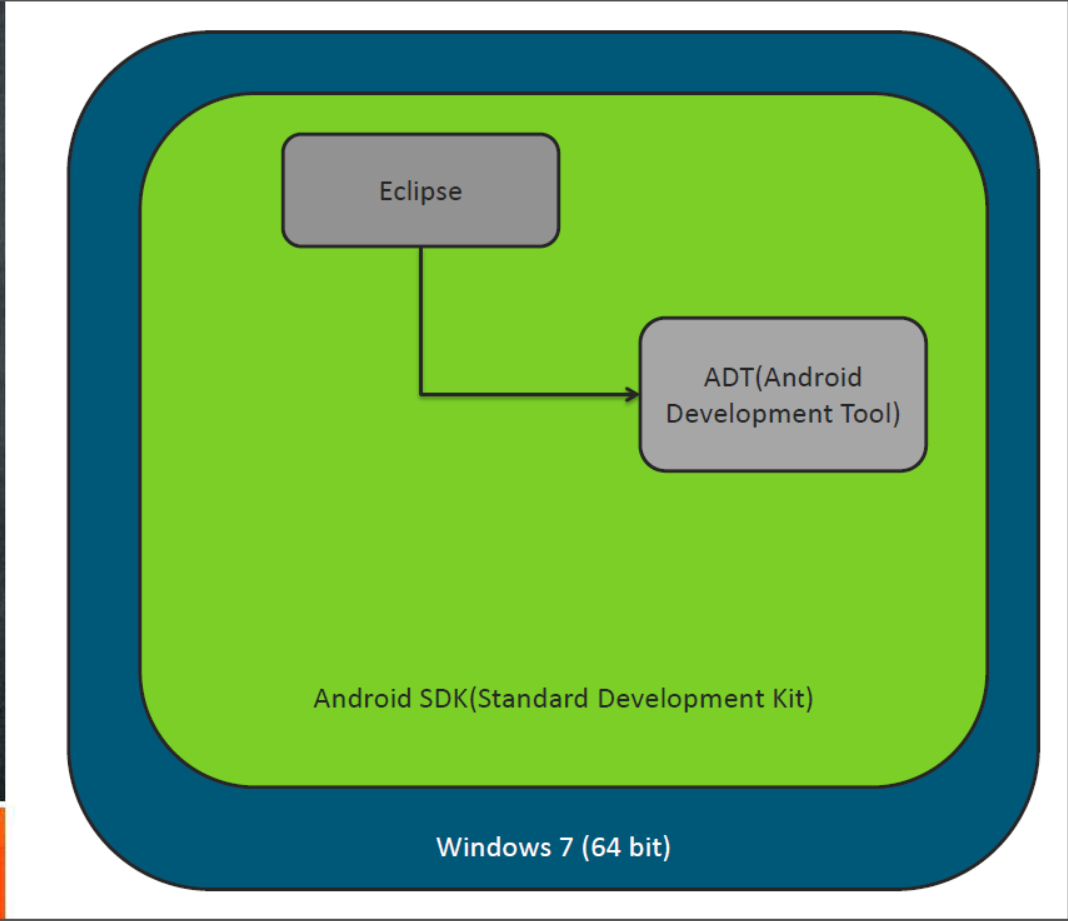 Eclipse
ADT(Android
Development Tool)
Android SDK(Standard Development Kit)
Windows 7 (64 bit)